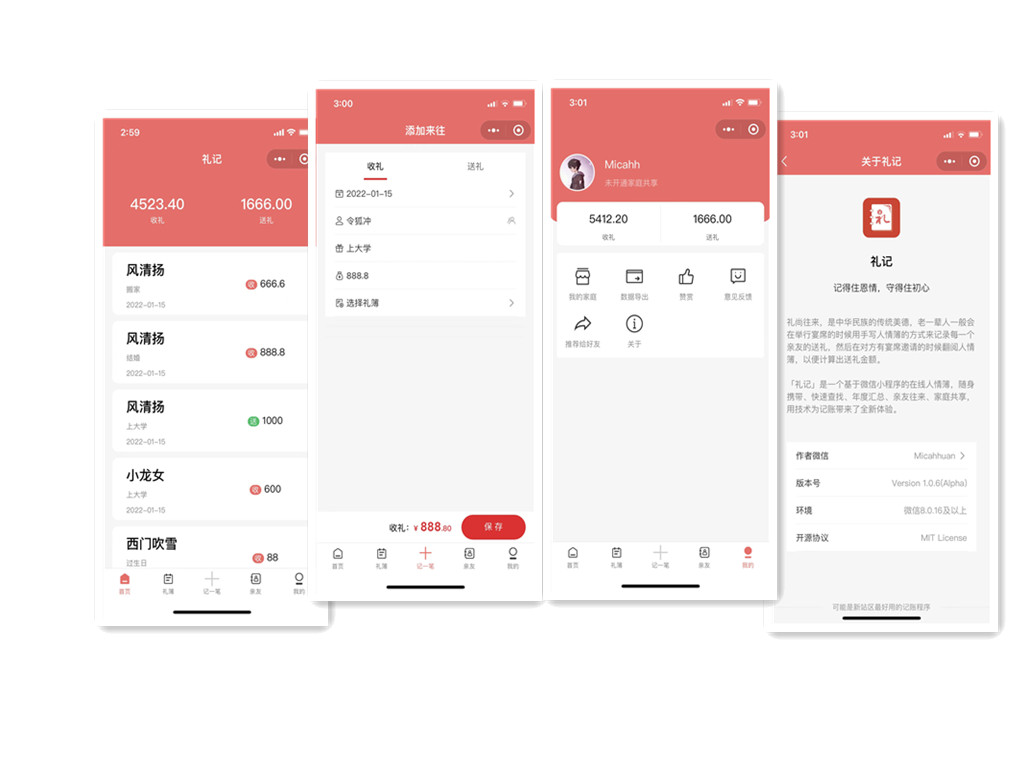 2:59
礼记
4523.40
1666.00
收礼
送礼
风清扬
搬家
2022-01-15
收 666.6
风清扬
结婚
2022-01-15
收 888.8
风清扬
上大学
2022-01-15
送 1000
小龙女
上大学
2022-01-15
收 600
西门吹雪
过生日
收 88
首页
礼簿
记一笔
亲友
我的
3:00
添加来往
收礼
送礼
2022-01-15
令狐冲
上大学
888.8
选择礼簿
收礼: ¥ 888.80
保存
首页
礼簿
记一笔
亲友
我的
3:01
Micahh
未开通家庭共享
5412.20
1666.00
收礼
送礼
我的家庭
数据导出
赞赏
意见反馈
推荐给好友
关于
首页
礼簿
记一笔
亲友
我的
3:01
关于礼记
礼
礼记
记得住恩情，守得住初心
礼尚往来，是中华民族的传统美德，老一辈人一般会
在举行宴席的时候用手写人情簿的方式来记录每一个
亲友的送礼，然后在对方有宴席邀请的时候翻阅人情
簿，以便计算出送礼金额。
「礼记」是一个基于微信小程序的在线人情簿，随身
携带、快速查找、年度汇总、亲友往来、家庭共享，
用技术为记账带来了全新体验。
作者微信
Micahhuan
版本号
Version 1.0.6(Alpha)
环境
微信8.0.16及以上
开源协议
MIT License
可能是新站区最好用的记账程序